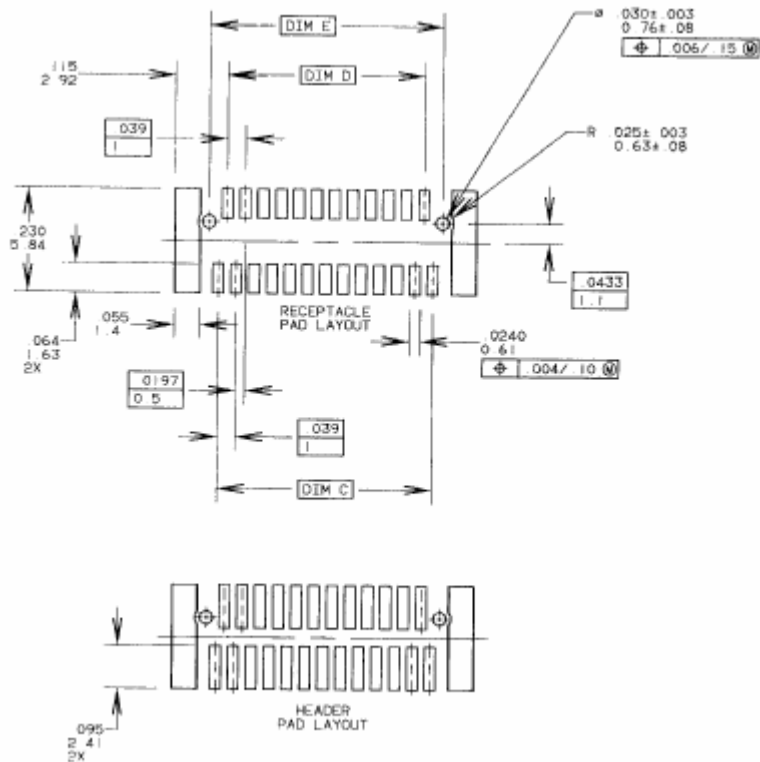 DIM E
ø .030±.003
0.76±.08
⌖ .006/.15 Ⓜ
.115
2.92
DIM D
.039
1
R .025±.003
0.63±.08
.230
5.84
.0433
1.1
RECEPTACLE
PAD LAYOUT
.055
1.4
.064
1.63
2X
.0240
0.61
⌖ .004/.10 Ⓜ
.0197
0.5
.039
1
DIM C
HEADER
PAD LAYOUT
.095
2.41
2X